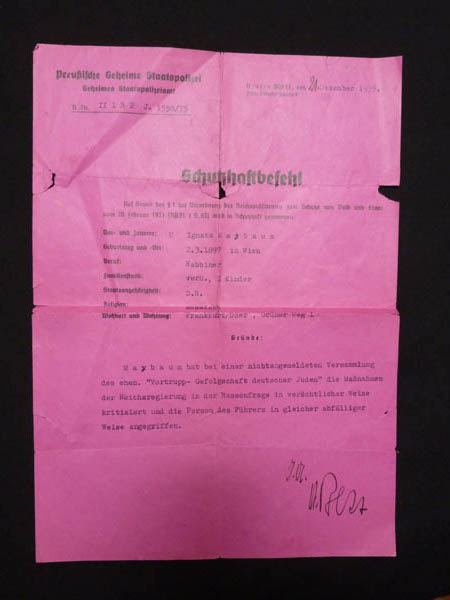 Preußische Geheime Staatspolizei
Geheimes Staatspolizeiamt
II 1 B 2 J. 1550/35
Berlin SW 11, den 21. Dezember 1935.
Schutzhaftbefehl
Auf Grund des § 1 der Verordnung des Reichspräsidenten zum Schutze von Volk und Staat
vom 28. Februar 1933 (RGBl. I S. 83) wird in Schutzhaft genommen:
Vor- und Zuname: Ignatz Maybaum
Geburtstag und -Ort: 2.3.1897 in Wien
Beruf: Rabbiner
Familienstand: verh., 2 Kinder
Staatsangehörigkeit: D.R.
Religion: mosaisch
Wohnort und Wohnung: Frankfurt/Oder, Grüner Weg 1
Gründe:
Maybaum hat bei einer nichtangemeldeten Versammlung
des ehem. "Vortrupp- Gefolgschaft deutscher Juden" die Maßnahmen
der Reichsregierung in der Rassenfrage in verächtlicher Weise
kritisiert und die Person des Führers in gleicher abfälliger
Weise angegriffen.